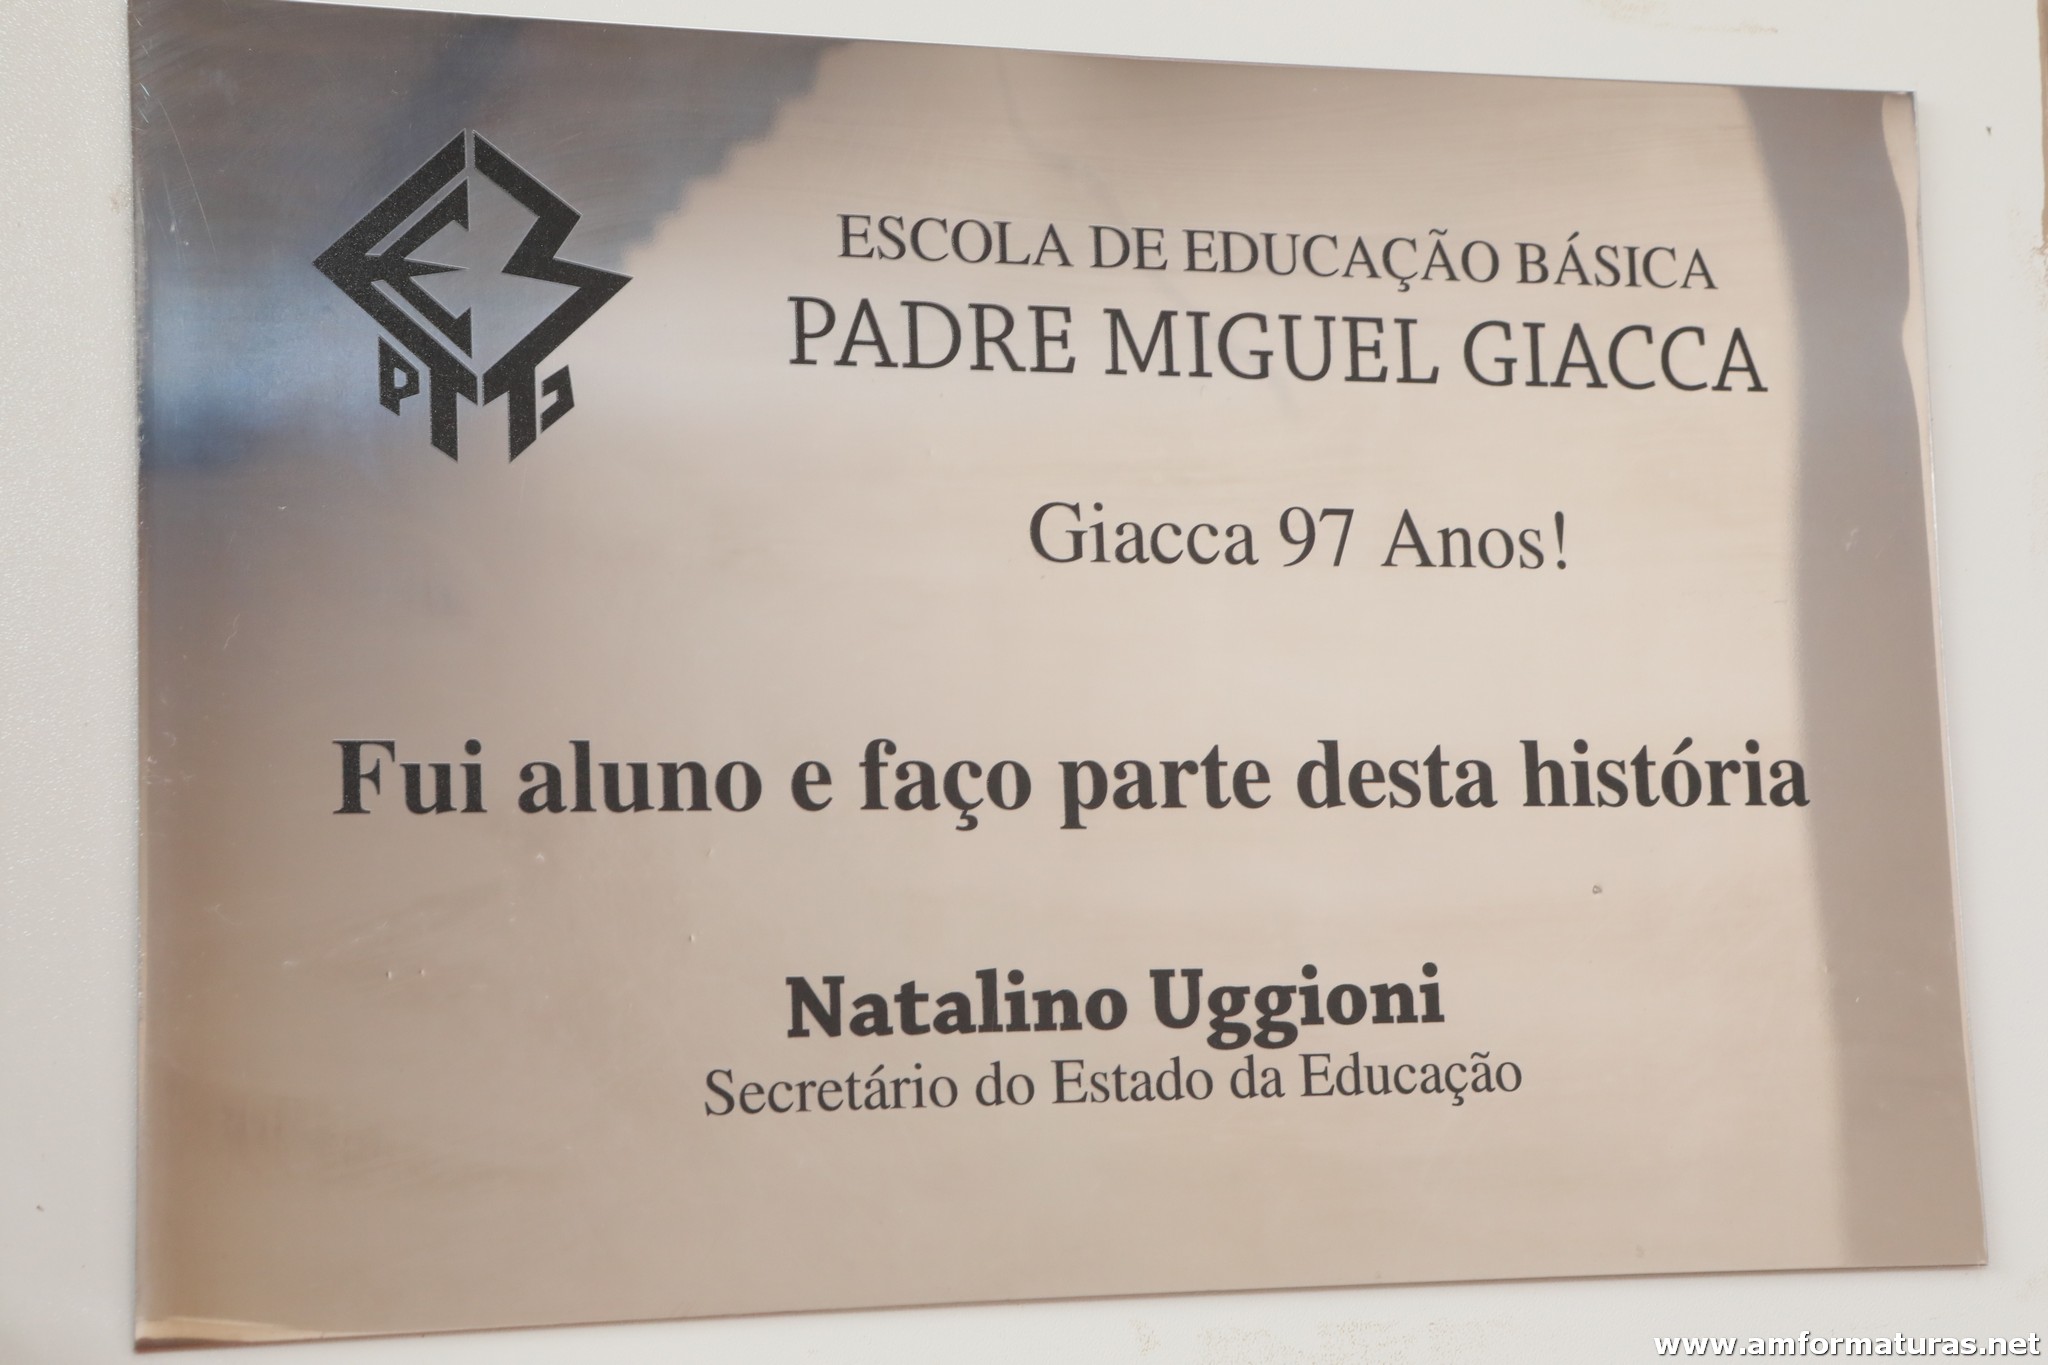 ESCOLA DE EDUCAÇÃO BÁSICA
PADRE MIGUEL GIACCA
Giacca 97 Anos!
Fui aluno e faço parte desta história
Natalino Uggioni
Secretário do Estado da Educação
www.amformaturas.net